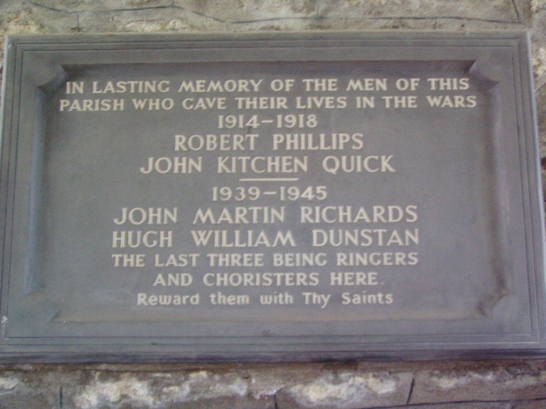 IN LASTING MEMORY OF THE MEN OF THIS
PARISH WHO GAVE THEIR LIVES IN THE WARS
1914-1918
ROBERT PHILLIPS
JOHN KITCHEN QUICK
1939-1945
JOHN MARTIN RICHARDS
HUGH WILLIAM DUNSTAN
THE LAST THREE BEING RINGERS
AND CHORISTERS HERE.
Reward them with Thy Saints